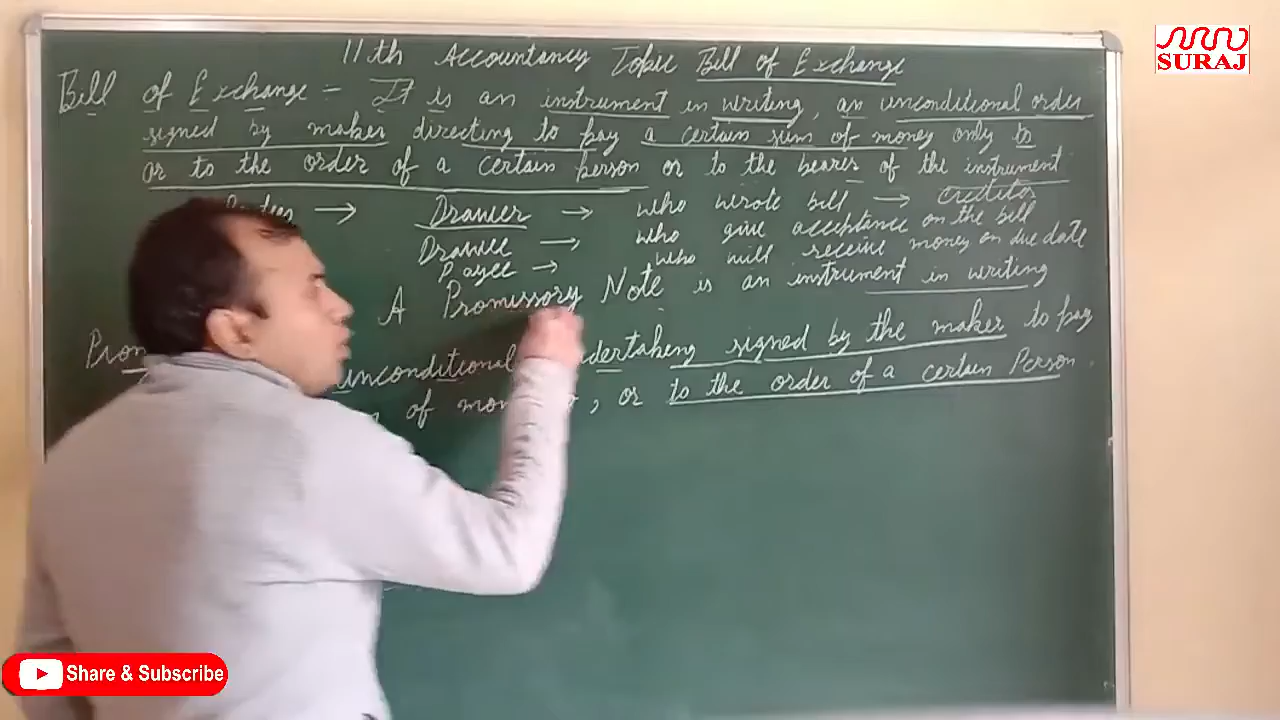 11th Accountancy Topic Bill of Exchange
Bill of Exchange - It is an instrument in writing, an unconditional order
signed by maker directing to pay a certain sum of money only to
or to the order of a certain person or to the bearer of the instrument
→ Drawer → who wrote bill → creditor
Drawee → who give acceptance on the bill
Payee → who will receive money on due date
A Promissory Note is an instrument in writing
unconditional signed by the maker to pay
of or to the order of a certain Person.
SURAJ
Share & Subscribe